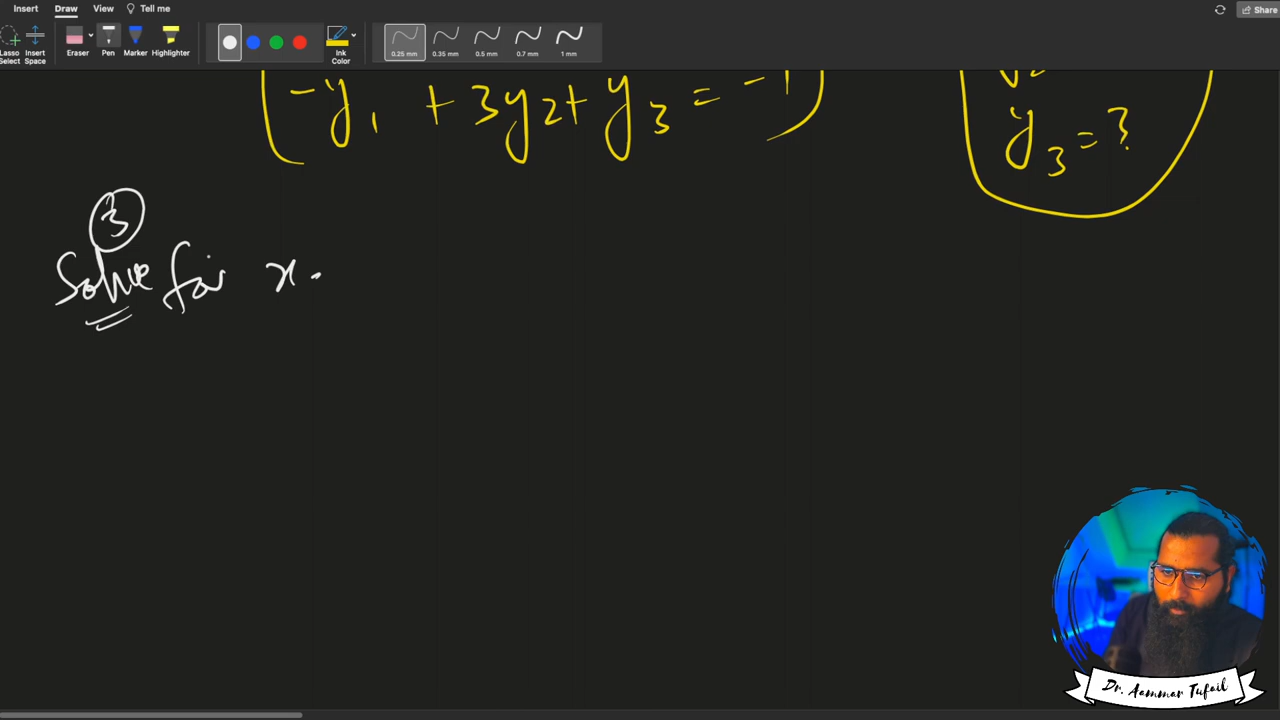 Insert Draw View Tell me Share
Lasso Select Insert Space Eraser Pen Marker Highlighter Ink Color 0.25 mm 0.35 mm 0.5 mm 0.7 mm 1 mm
-y₁ + 3y₂ + y₃ = -1
y₃ = ?
3
Solve for x.
Dr. Aammar Tufail